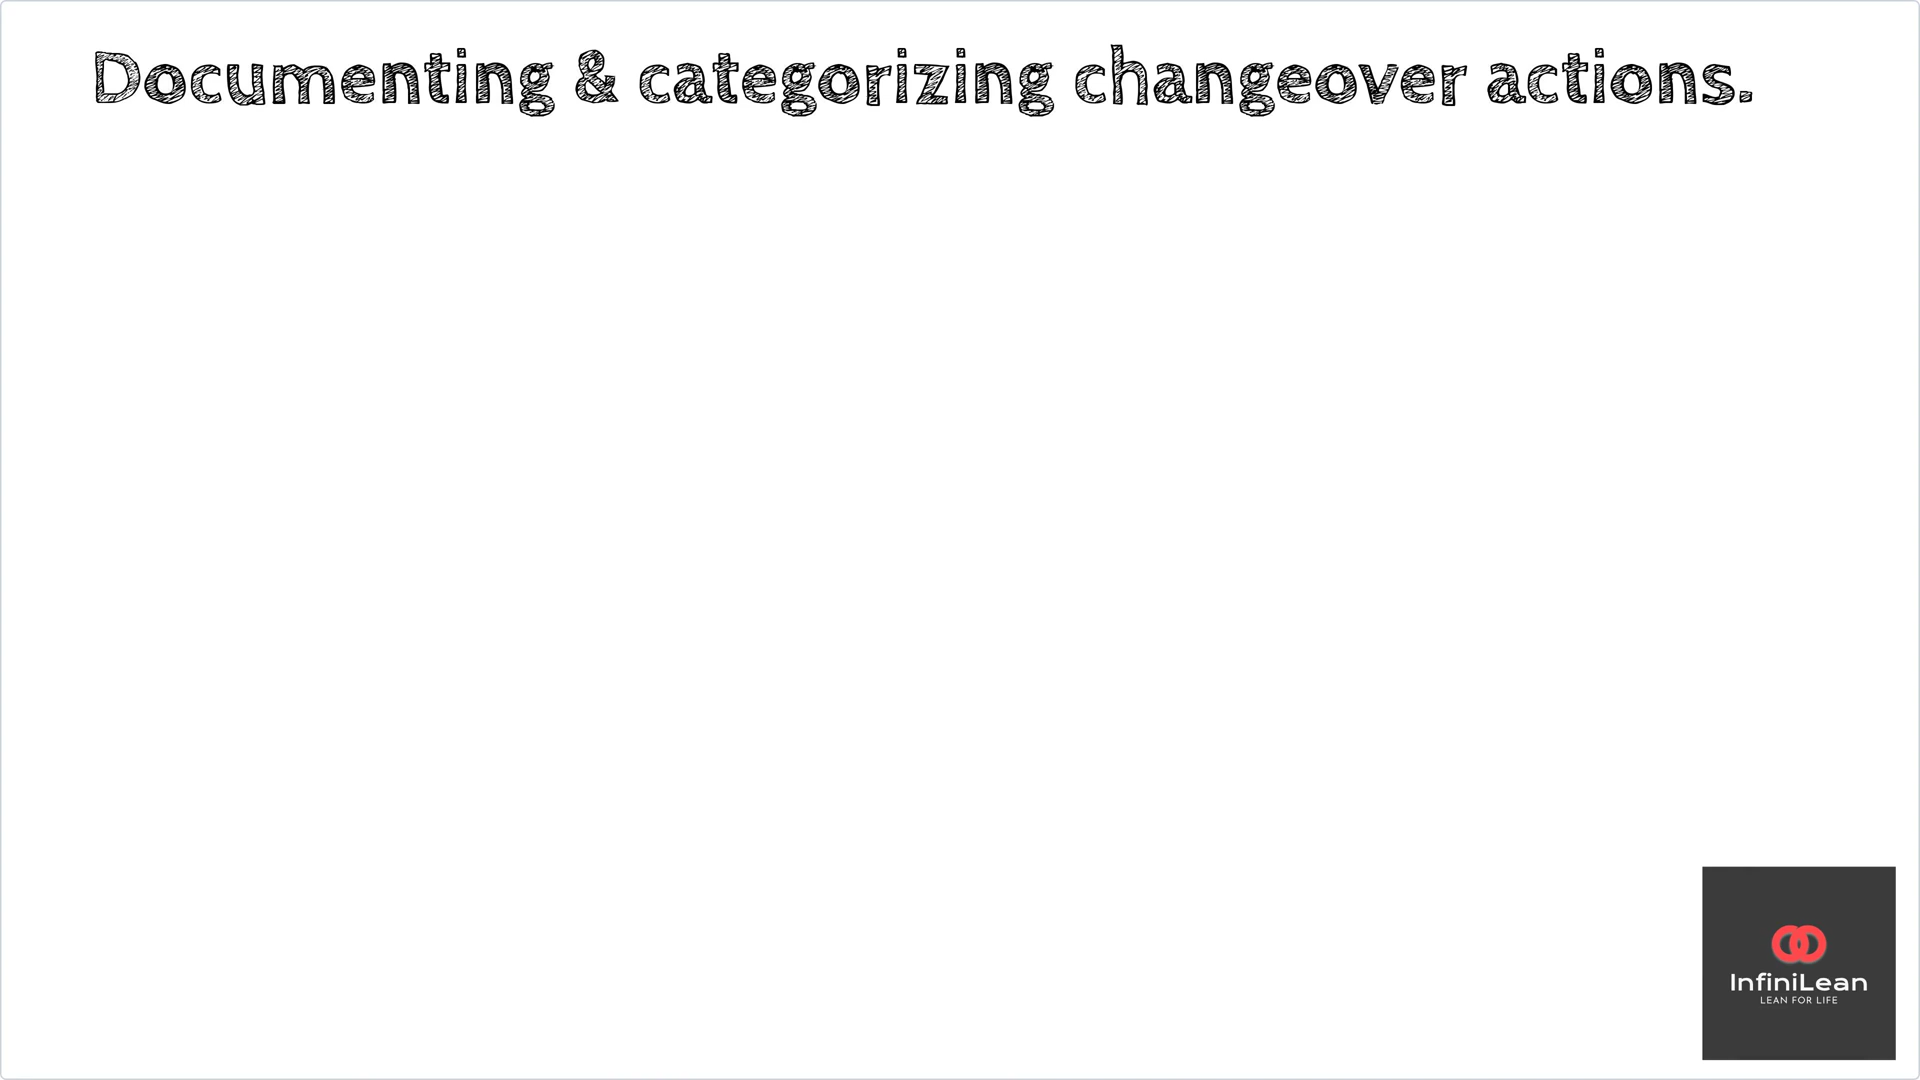 Documenting & categorizing changeover actions.
InfiniLean
LEAN FOR LIFE